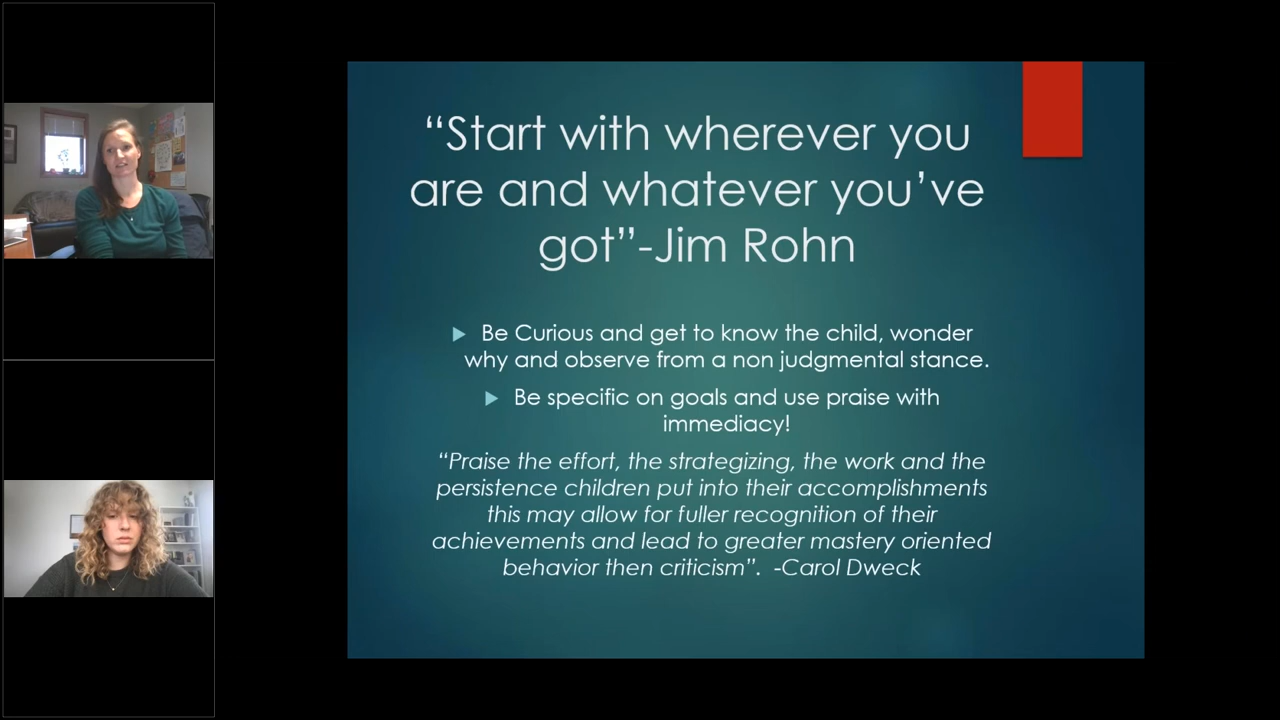 “Start with wherever you
are and whatever you’ve
got”-Jim Rohn
Be Curious and get to know the child, wonder
why and observe from a non judgmental stance.
Be specific on goals and use praise with
immediacy!
“Praise the effort, the strategizing, the work and the
persistence children put into their accomplishments
this may allow for fuller recognition of their
achievements and lead to greater mastery oriented
behavior then criticism”.  -Carol Dweck